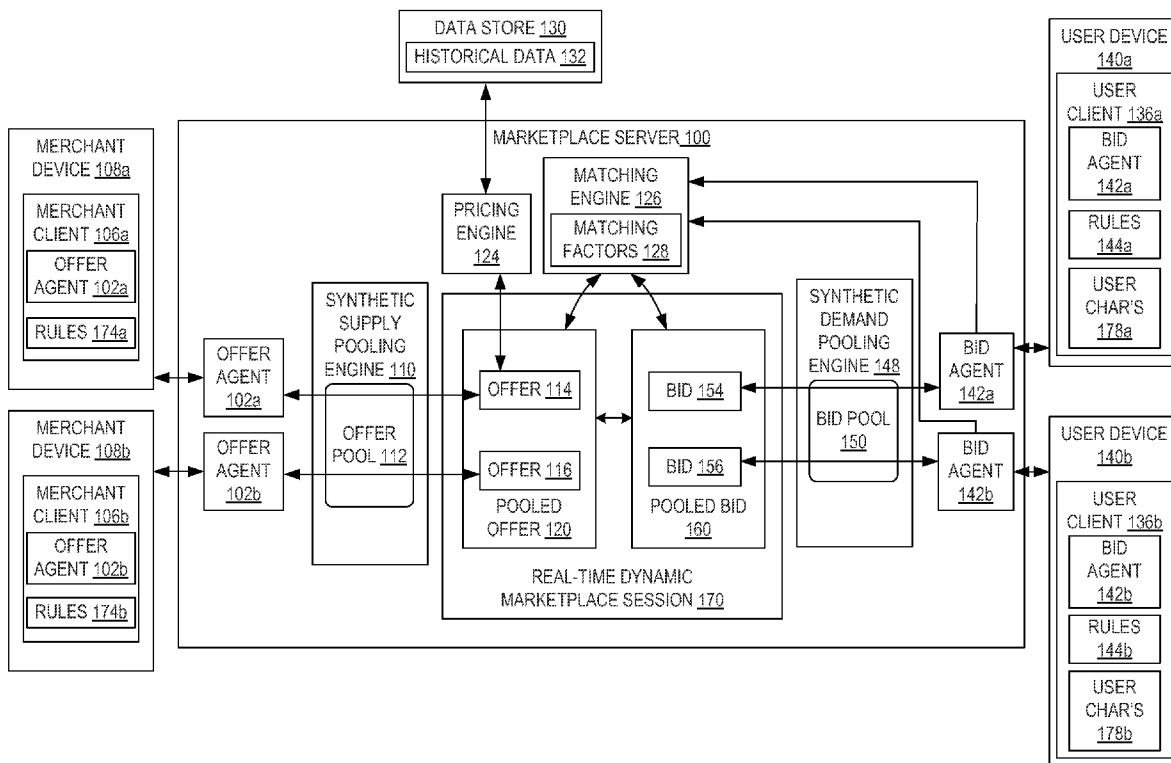 DATA STORE 130
HISTORICAL DATA 132
MERCHANT
DEVICE 108a
MERCHANT
CLIENT 106a
OFFER
AGENT 102a
RULES 174a
MERCHANT
DEVICE 108b
MERCHANT
CLIENT 106b
OFFER
AGENT 102b
RULES 174b
MARKETPLACE SERVER 100
PRICING
ENGINE
124
MATCHING
ENGINE 126
MATCHING
FACTORS 128
OFFER
AGENT
102a
OFFER
AGENT
102b
SYNTHETIC
SUPPLY
POOLING
ENGINE 110
OFFER
POOL 112
OFFER 114
OFFER 116
POOLED
OFFER 120
BID 154
BID 156
POOLED BID
160
REAL-TIME DYNAMIC
MARKETPLACE SESSION 170
SYNTHETIC
DEMAND
POOLING
ENGINE 148
BID POOL
150
BID
AGENT
142a
BID
AGENT
142b
USER DEVICE
140a
USER
CLIENT 136a
BID
AGENT
142a
RULES
144a
USER
CHAR'S
178a
USER DEVICE
140b
USER
CLIENT 136b
BID
AGENT
142b
RULES
144b
USER
CHAR'S
178b